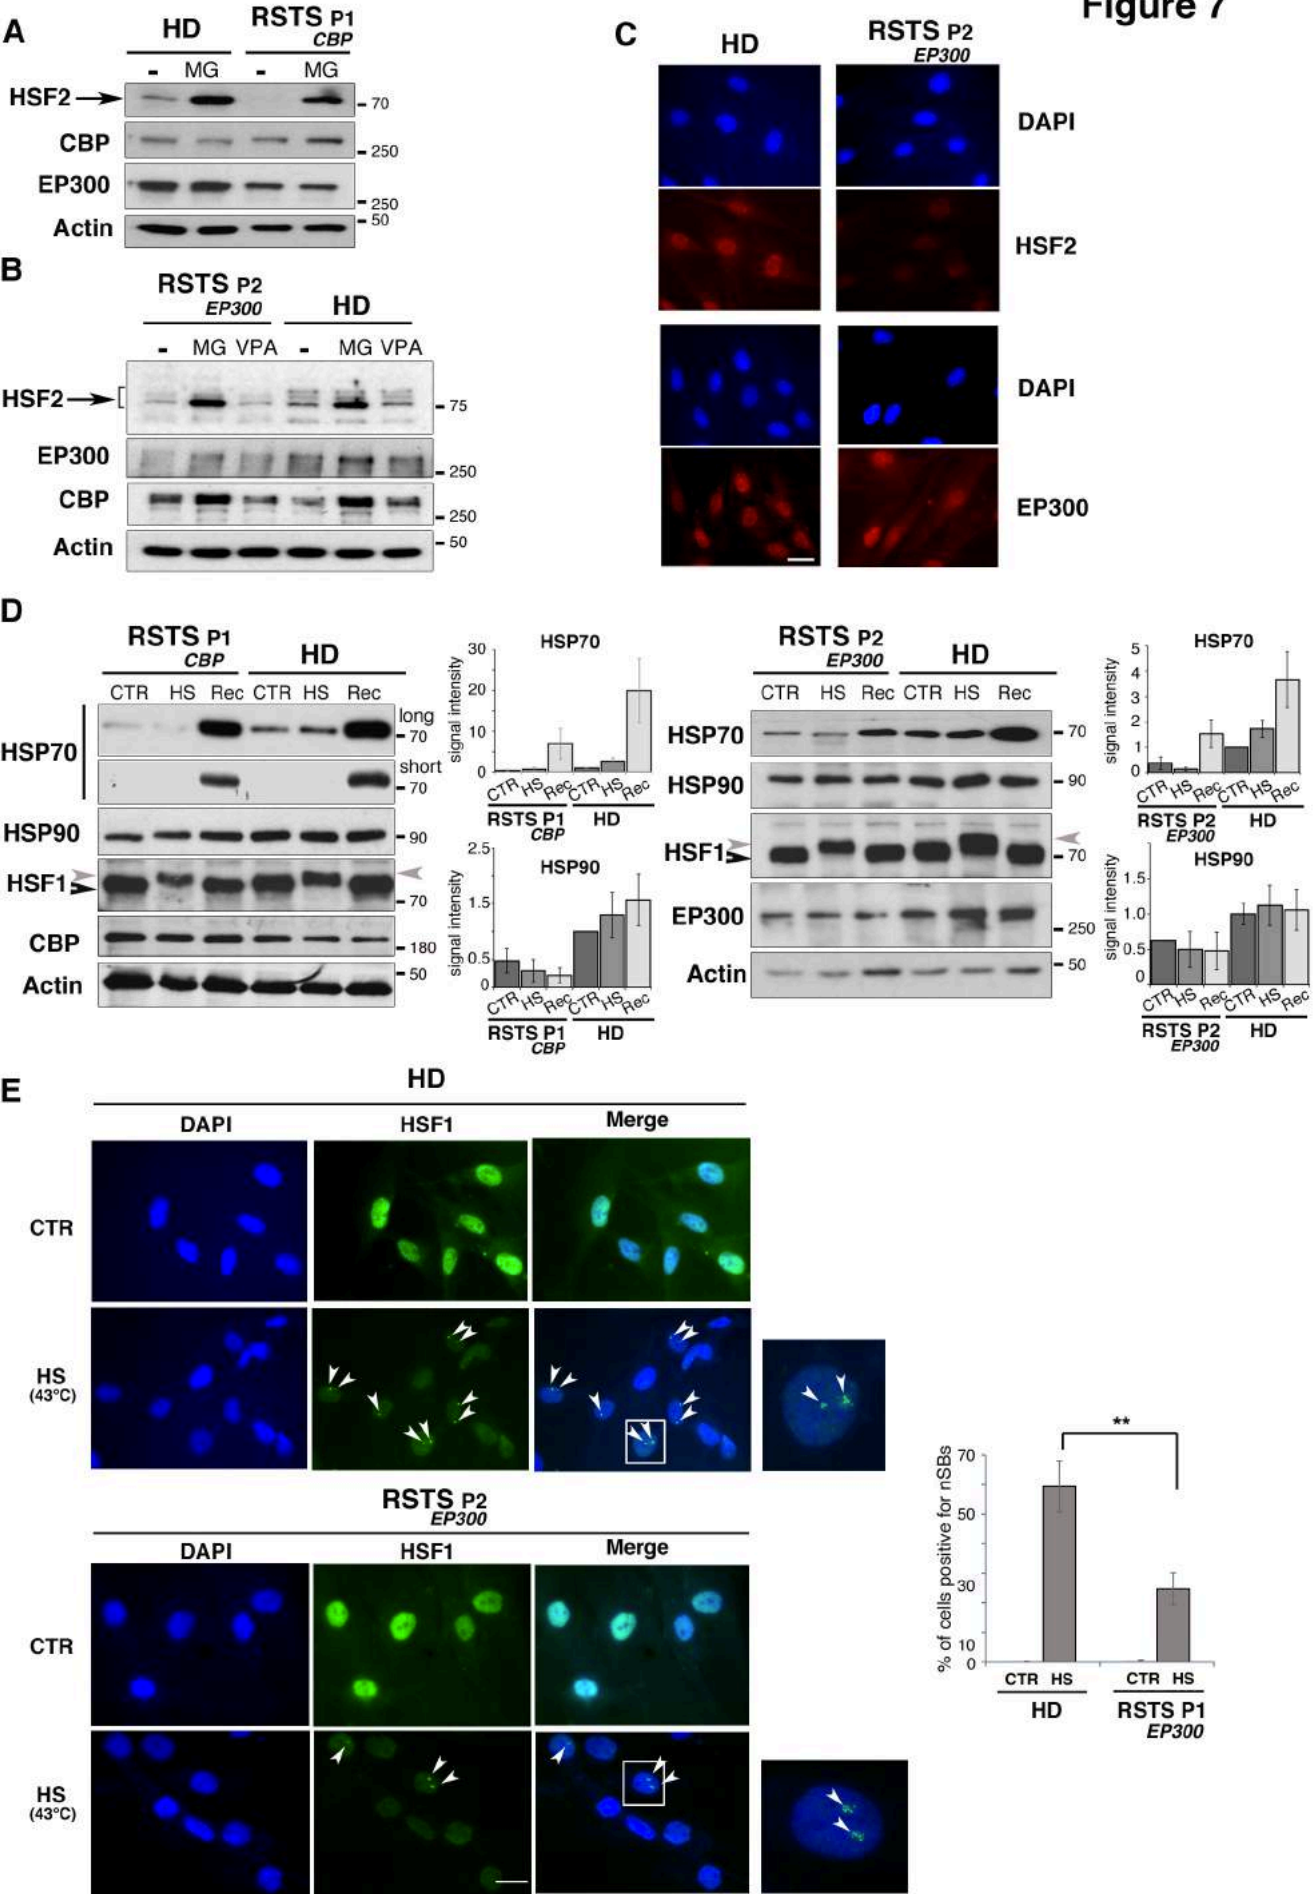 Figure 7
A
HD
RSTS P1
CBP
- MG - MG
HSF2
70
CBP
250
EP300
250
Actin
50
B
RSTS P2
EP300
HD
- MG VPA - MG VPA
HSF2
75
EP300
250
CBP
250
Actin
50
C
HD
RSTS P2
EP300
DAPI
HSF2
DAPI
EP300
D
RSTS P1
CBP
HD
CTR HS Rec CTR HS Rec
HSP70
long
70
short
70
HSP90
90
HSF1
70
CBP
180
Actin
50
HSP70
signal intensity
30
20
10
0
CTR HS Rec CTR HS Rec
RSTS P1
CBP
HD
HSP90
signal intensity
2.5
1.5
0.5
0
CTR HS Rec CTR HS Rec
RSTS P1
CBP
HD
RSTS P2
EP300
HD
CTR HS Rec CTR HS Rec
HSP70
70
HSP90
90
HSF1
70
EP300
250
Actin
50
HSP70
signal intensity
5
4
3
2
1
0
CTR HS Rec CTR HS Rec
RSTS P2
EP300
HD
HSP90
signal intensity
1.5
1.0
0.5
0
CTR HS Rec CTR HS Rec
RSTS P2
EP300
HD
E
HD
DAPI HSF1 Merge
CTR
HS
(43°C)
RSTS P2
EP300
DAPI HSF1 Merge
CTR
HS
(43°C)
**
% of cells positive for nSBs
70
50
30
10
0
CTR HS CTR HS
HD
RSTS P1
EP300